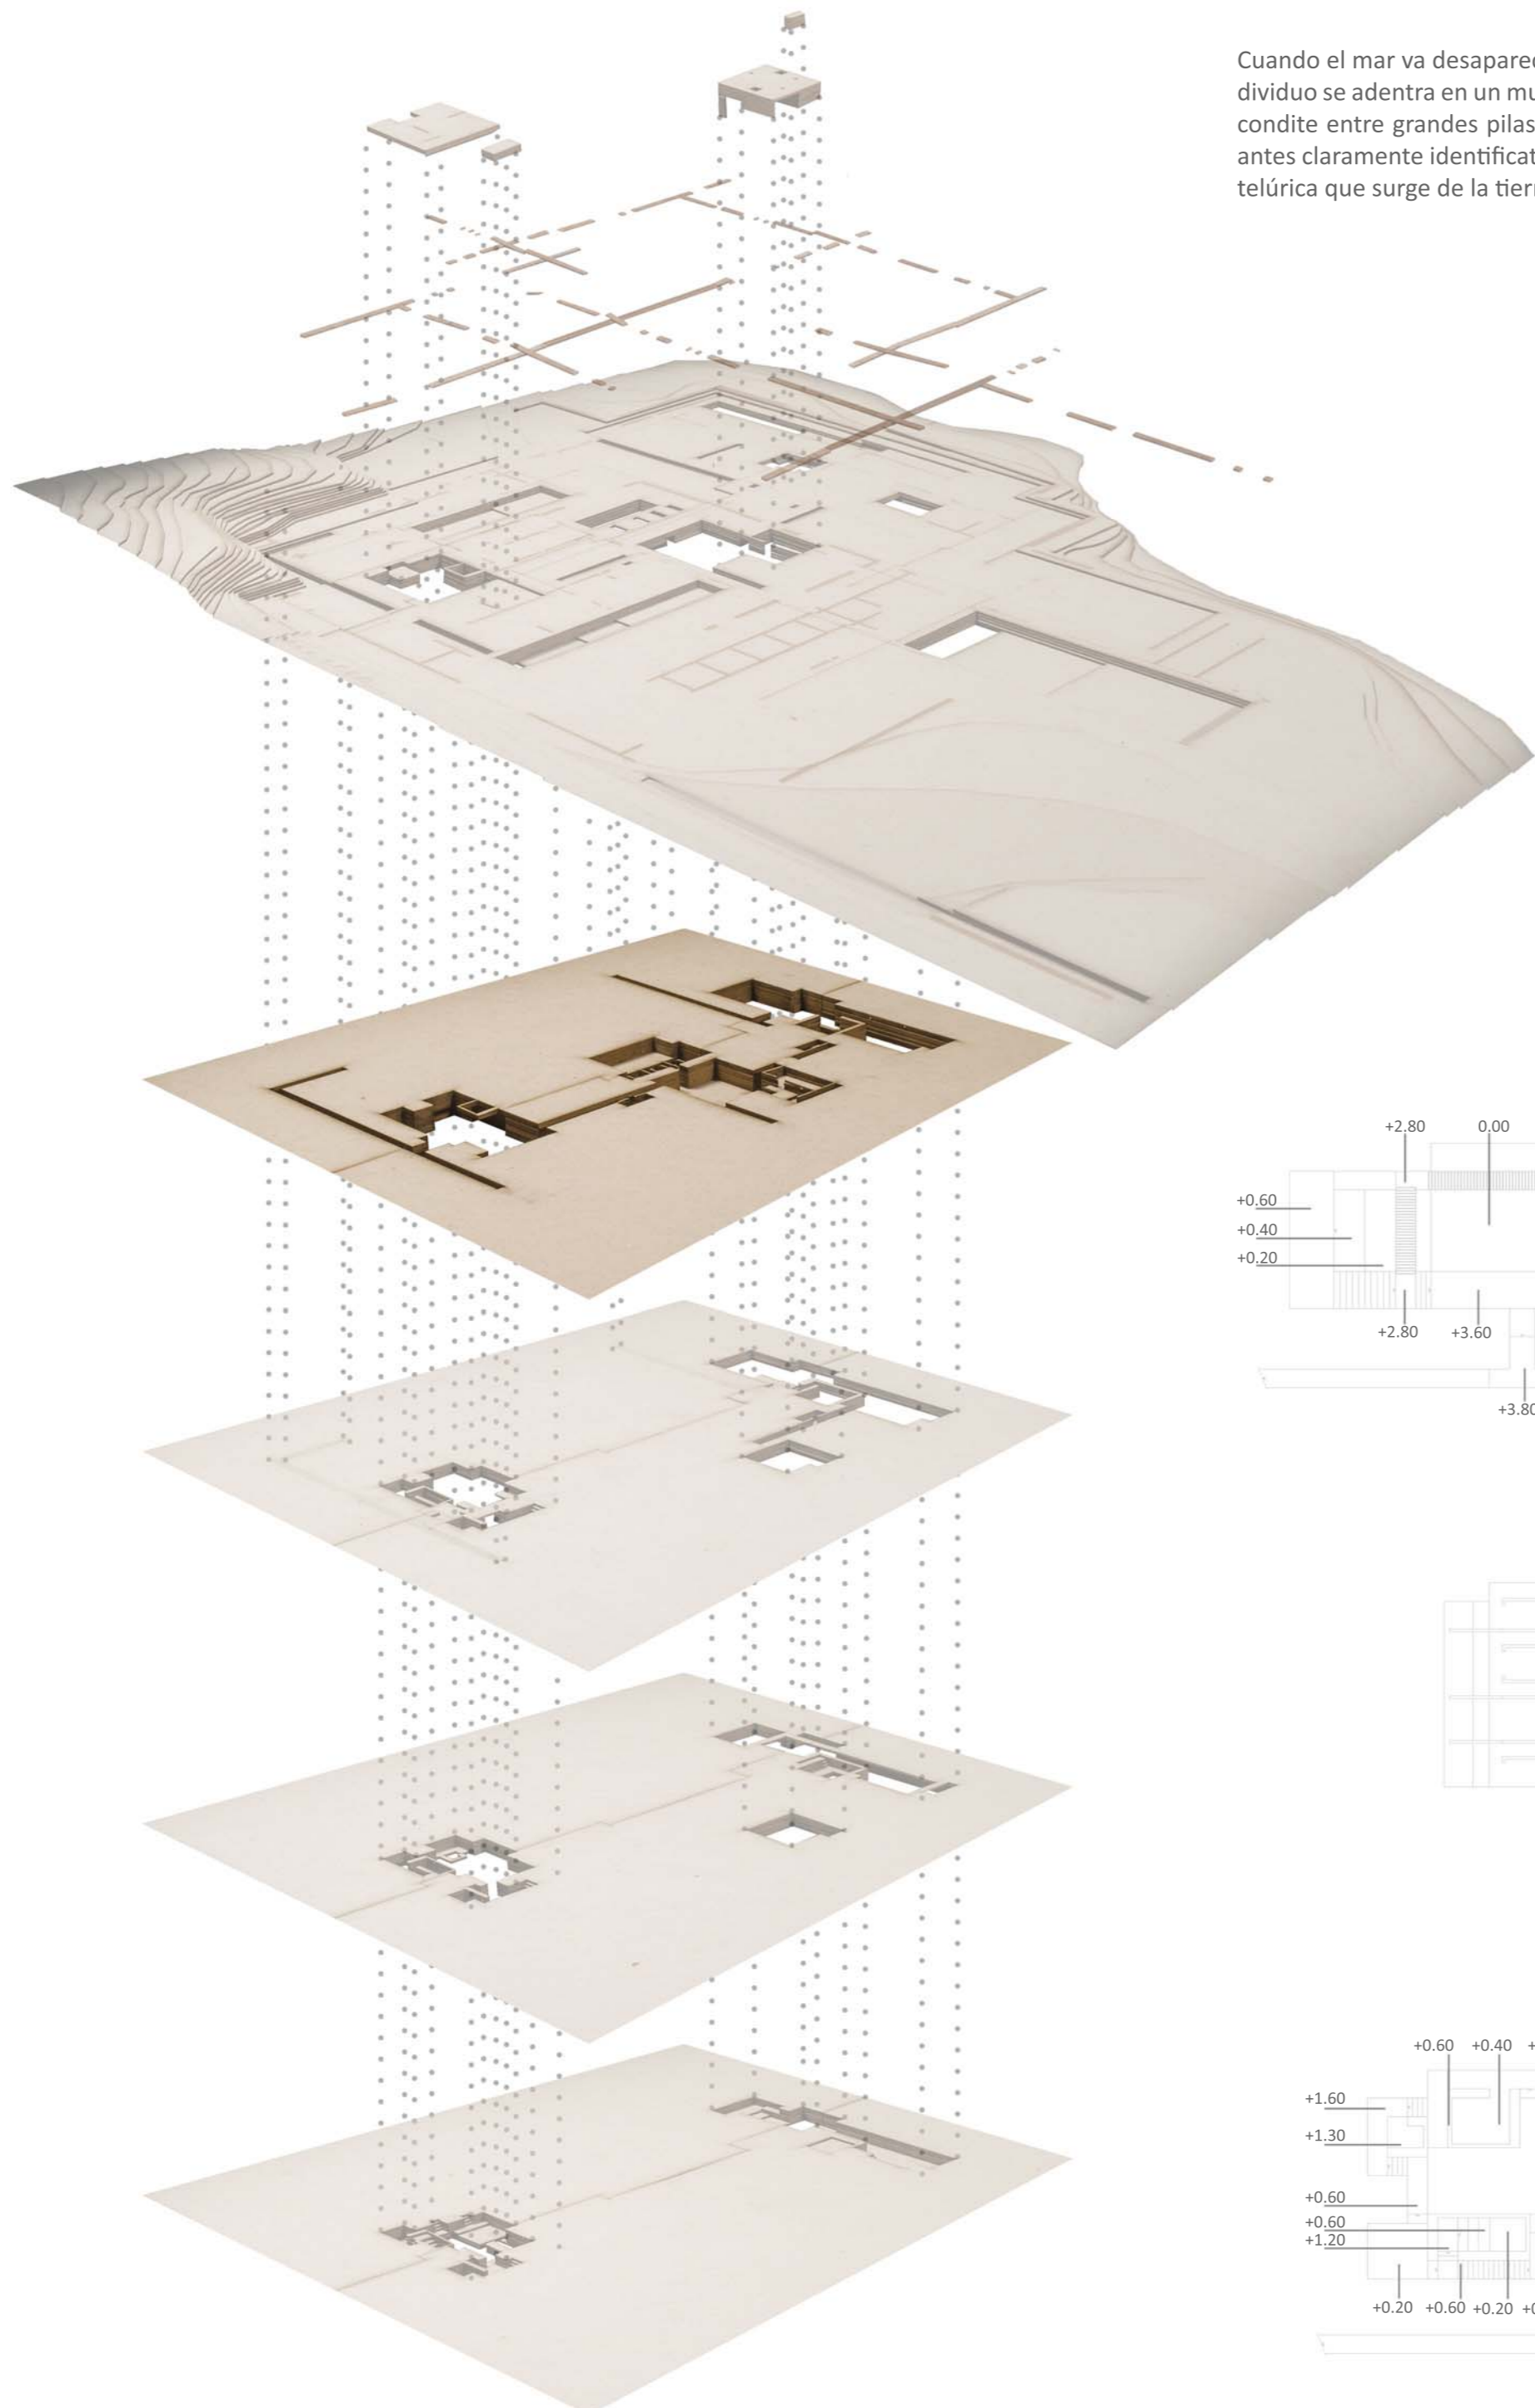 Cuando el mar va desaparec
dividuo se adentra en un mu
condite entre grandes pilas
antes claramente identificat
telúrica que surge de la tierr
+2.80 0.00
+0.60
+0.40
+0.20
+2.80 +3.60
+3.80
+0.60 +0.40 +
+1.60
+1.30
+0.60
+0.60
+1.20
+0.20 +0.60 +0.20 +0